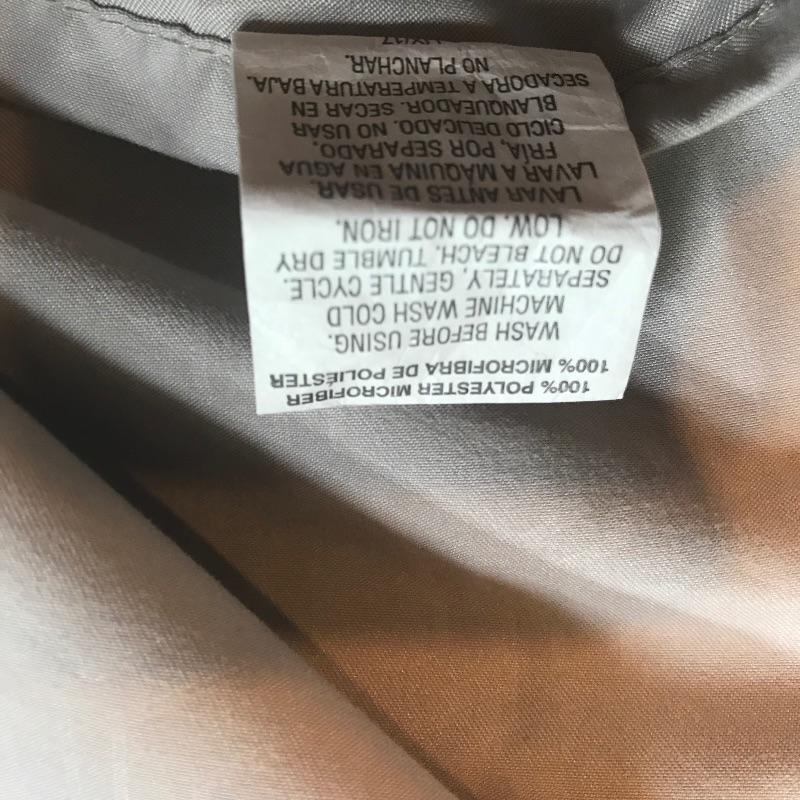 100% POLYESTER MICROFIBER
100% MICROFIBRA DE POLIÉSTER
WASH BEFORE USING.
MACHINE WASH COLD
SEPARATELY, GENTLE CYCLE.
DO NOT BLEACH. TUMBLE DRY
LOW. DO NOT IRON.
LAVAR ANTES DE USAR.
LAVAR A MÁQUINA EN AGUA
FRÍA, POR SEPARADO,
CICLO DELICADO. NO USAR
BLANQUEADOR. SECAR EN
SECADORA A TEMPERATURA BAJA.
NO PLANCHAR.